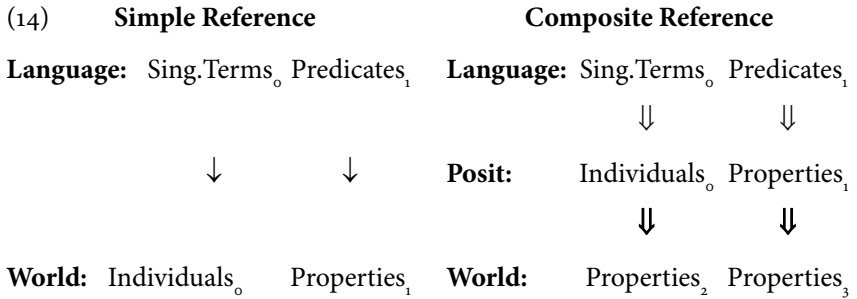 (14) Simple Reference Composite Reference
Language: Sing.Terms₀ Predicates₁ Language: Sing.Terms₀ Predicates₁
⇓ ⇓
↓ ↓ Posit: Individuals₀ Properties₁
⇓ ⇓
World: Individuals₀ Properties₁ World: Properties₂ Properties₃